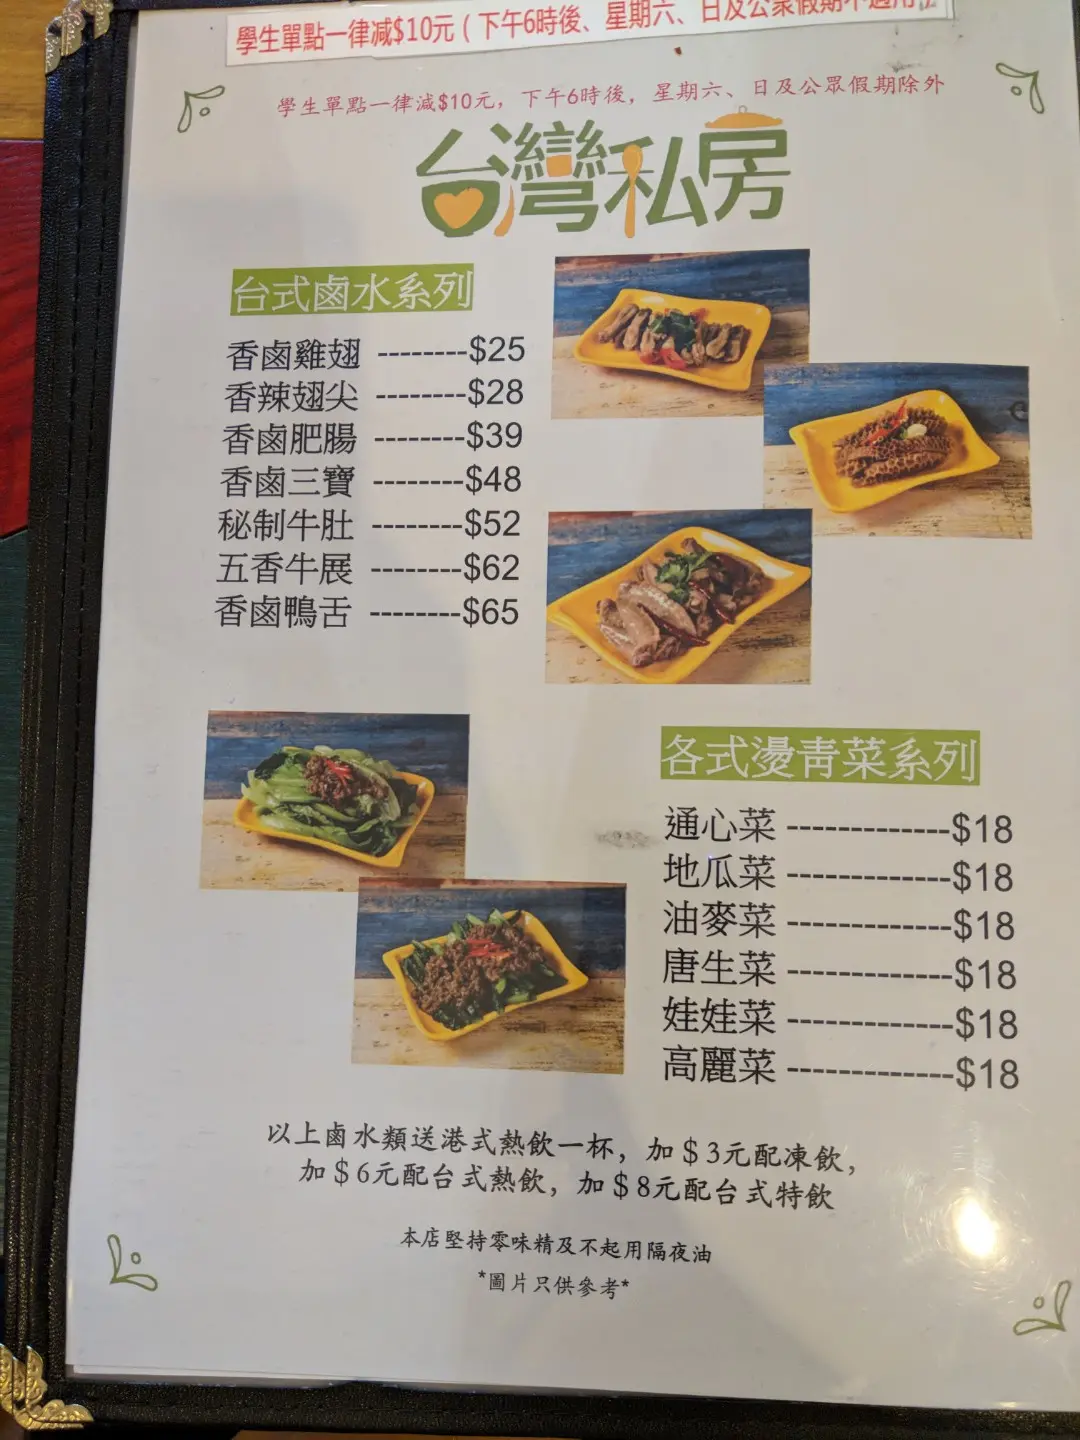 學生單點一律減$10元 ( 下午6時後、星期六、日及公眾假期不適用
學生單點一律減$10元，下午6時後，星期六、日及公眾假期除外
台灣私房
台式鹵水系列
香鹵雞翅 --------$25
香辣翅尖 --------$28
香鹵肥腸 --------$39
香鹵三寶 --------$48
秘制牛肚 --------$52
五香牛展 --------$62
香鹵鴨舌 --------$65
各式燙青菜系列
通心菜 -------------$18
地瓜菜 -------------$18
油麥菜 -------------$18
唐生菜 -------------$18
娃娃菜 -------------$18
高麗菜 -------------$18
以上鹵水類送港式熱飲一杯，加＄3元配凍飲，
加＄6元配台式熱飲，加＄8元配台式特飲
本店堅持零味精及不起用隔夜油
*圖片只供參考*